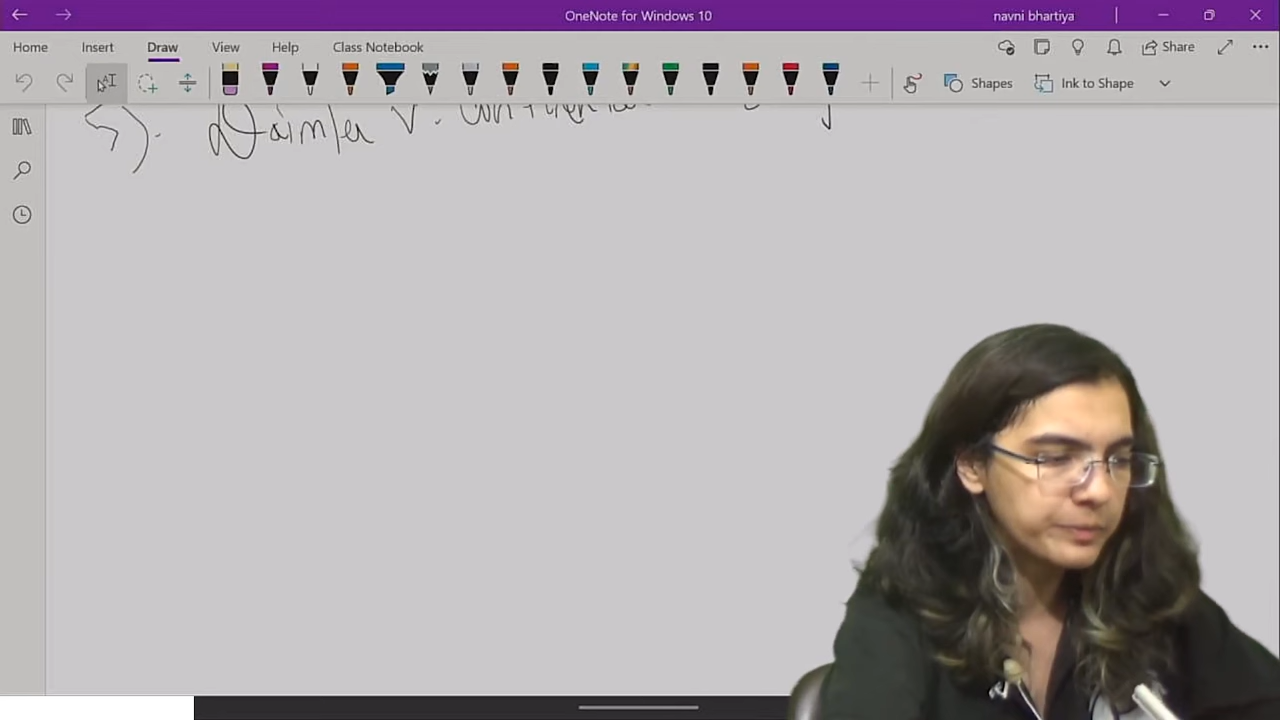 OneNote for Windows 10
navni bhartiya
Home Insert Draw View Help Class Notebook
Share
Shapes
Ink to Shape
5). Daimler v.